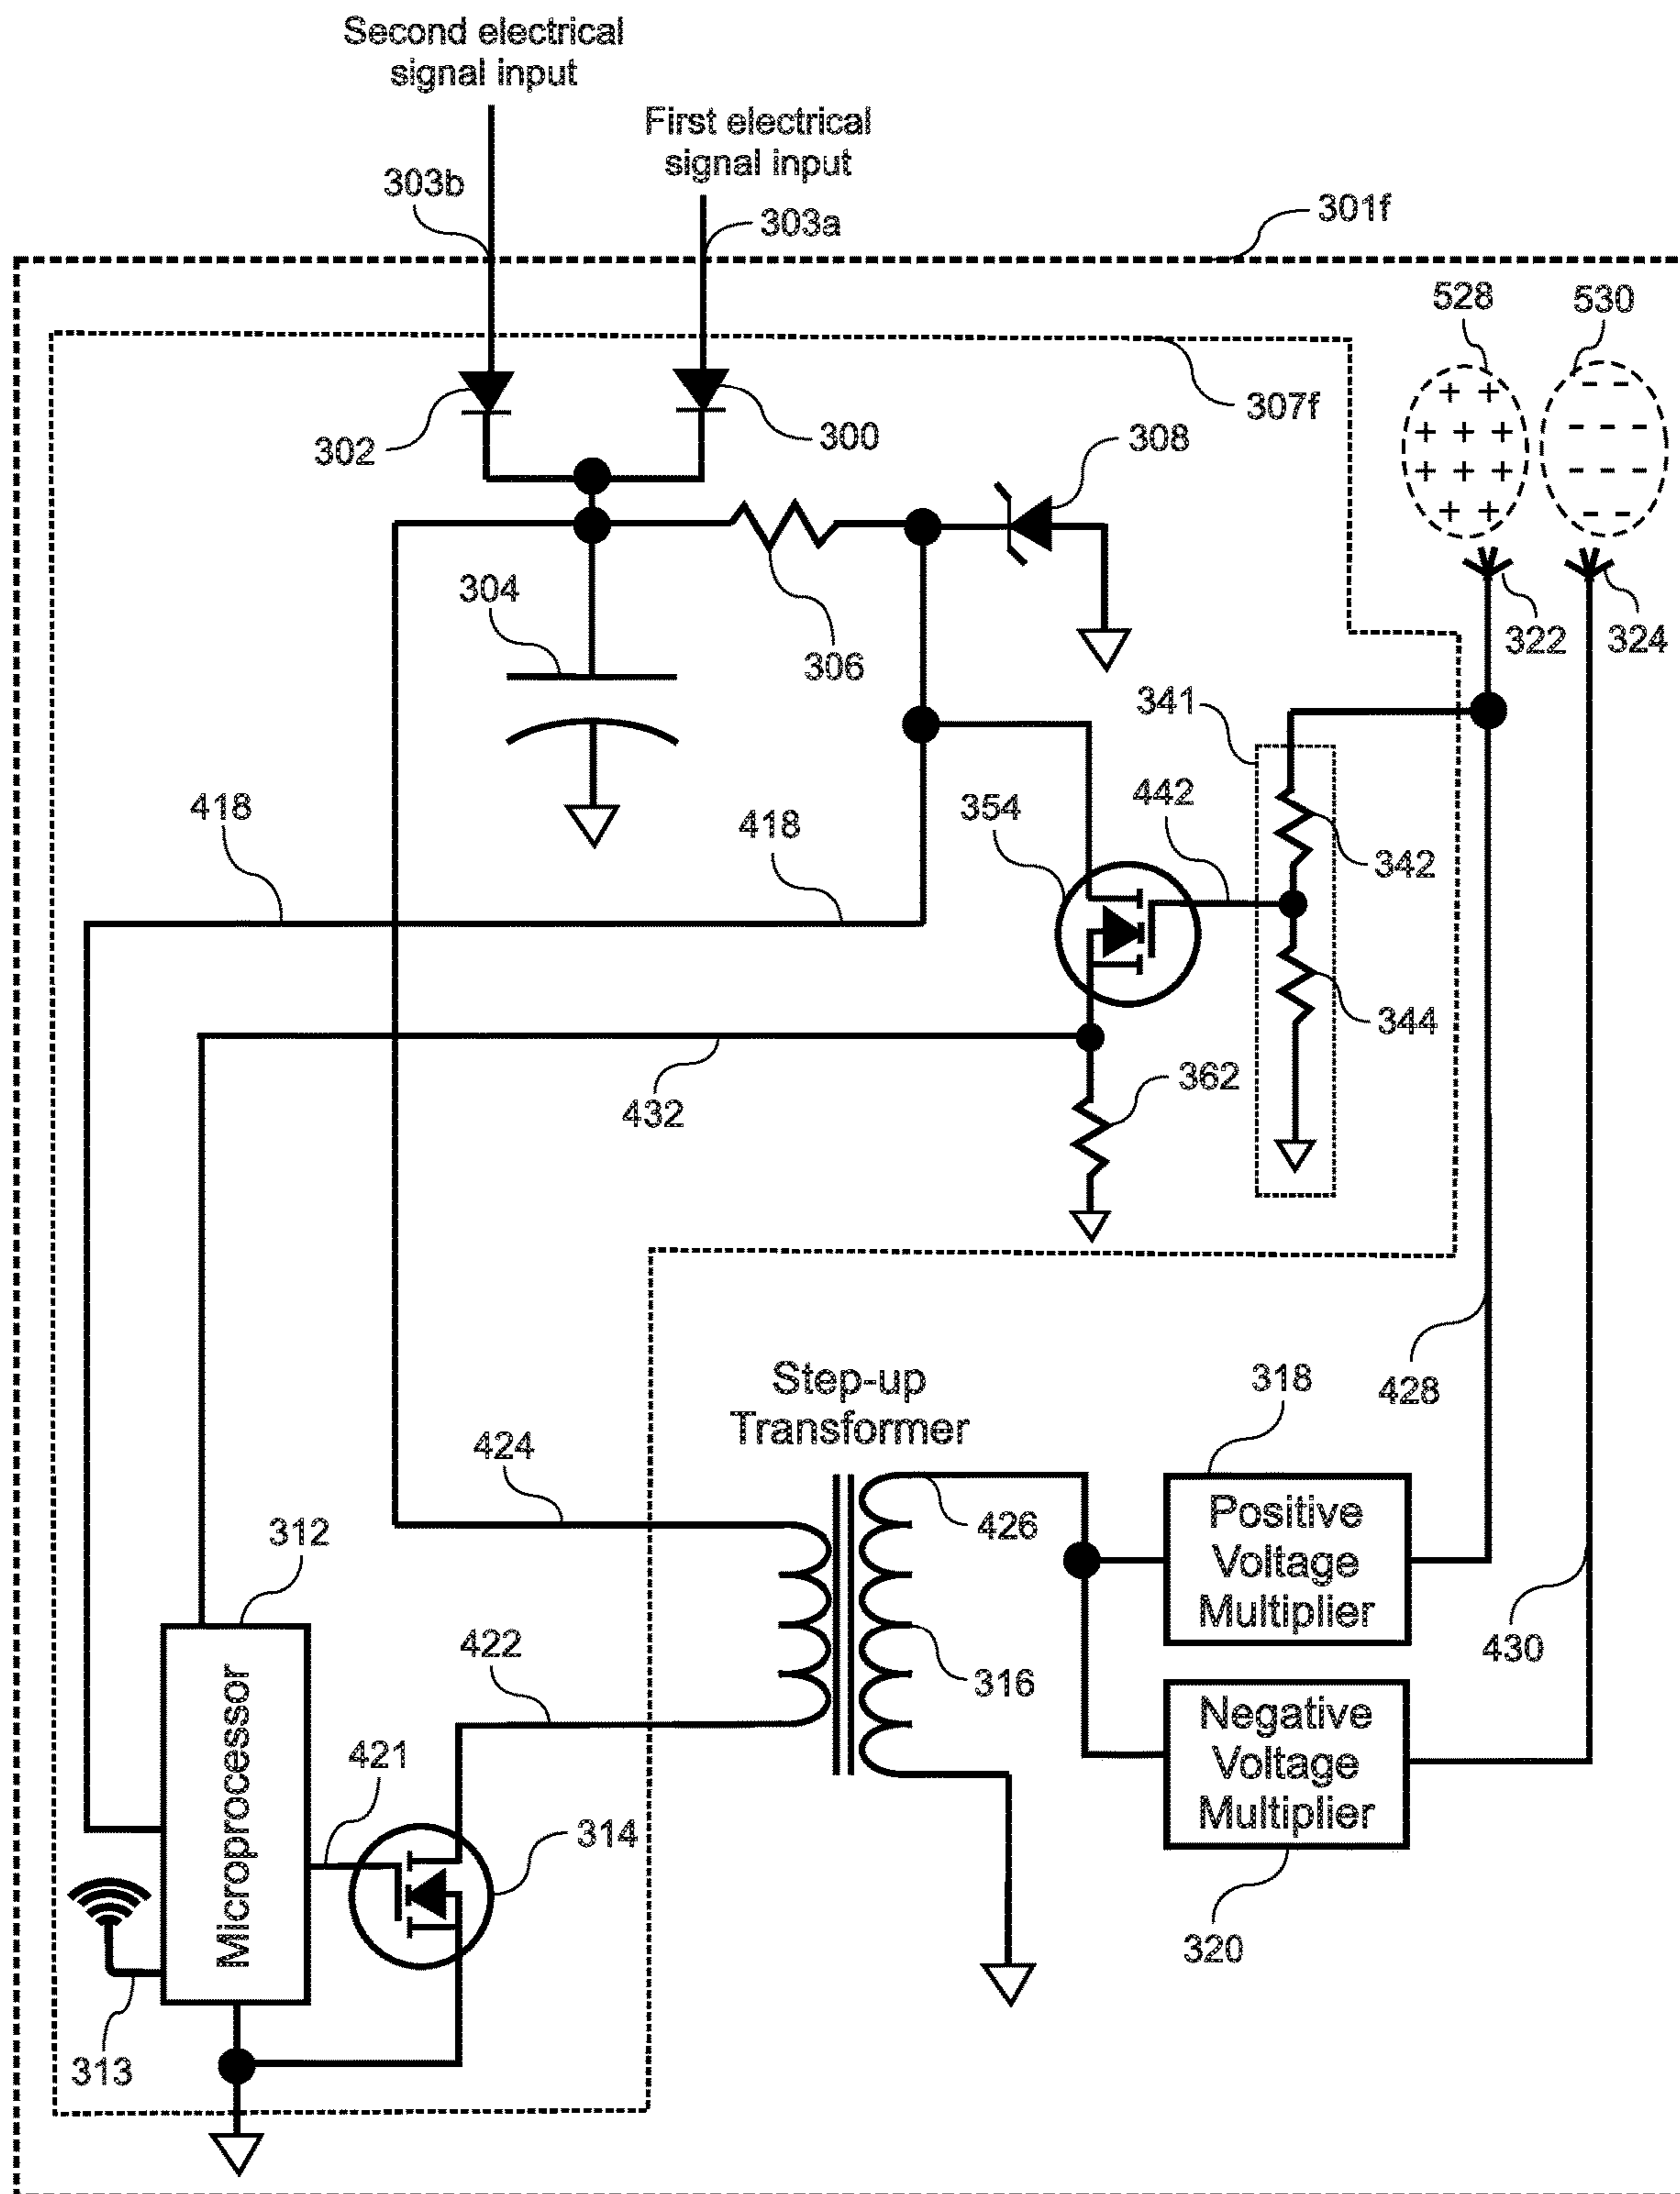 Second electrical
signal input
First electrical
signal input
303b
303a
301f
528
530
307f
302
300
308
304
306
322
324
341
418
418
354
442
342
344
432
362
428
318
Step-up
Transformer
424
426
Positive
Voltage
Multiplier
312
422
316
430
Microprocessor
421
314
Negative
Voltage
Multiplier
320
313